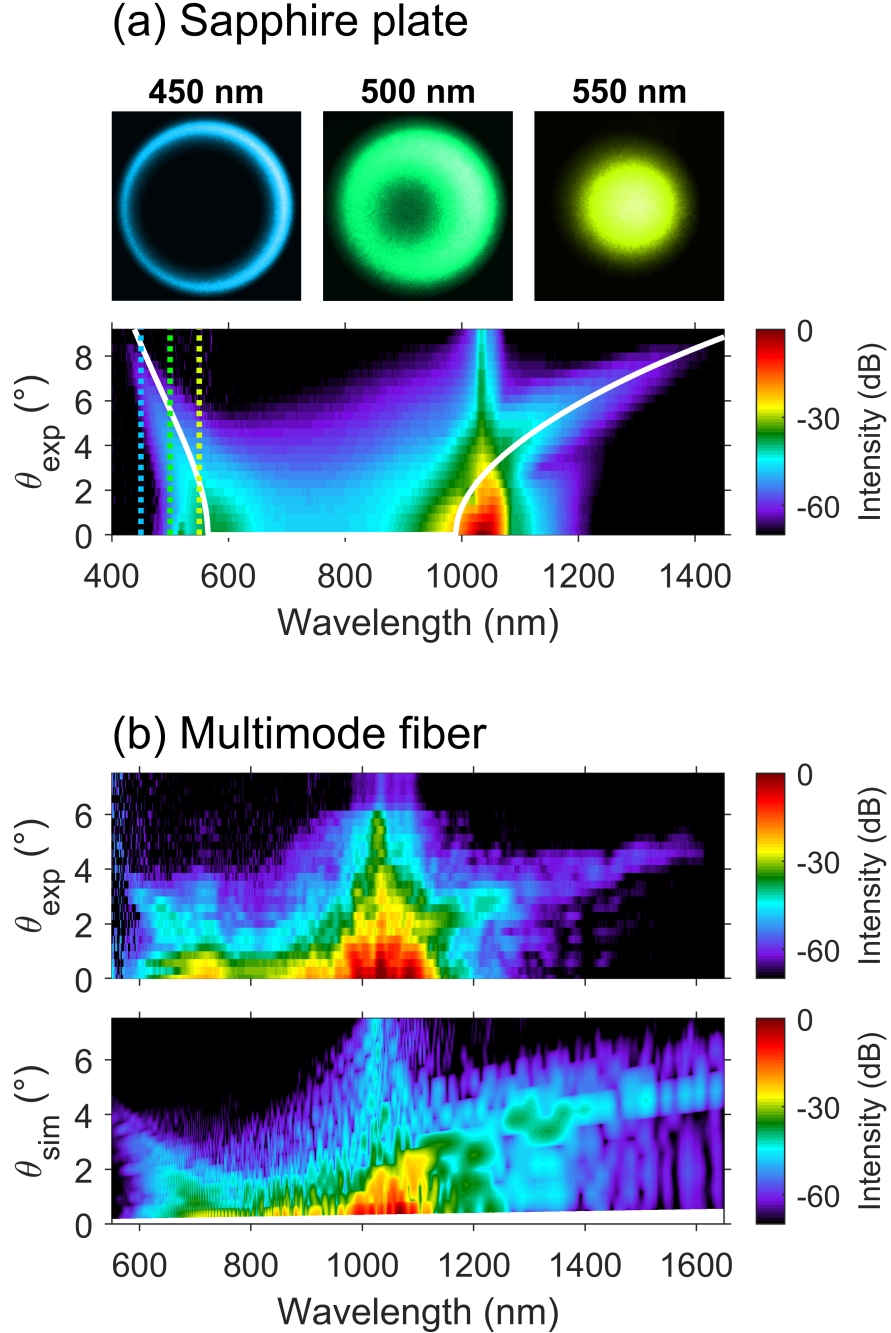 (a) Sapphire plate
450 nm 500 nm 550 nm
8
6
4
2
0
θexp (°)
400 600 800 1000 1200 1400
Wavelength (nm)
0
-30
-60
Intensity (dB)
(b) Multimode fiber
6
4
2
0
θexp (°)
0
-30
-60
Intensity (dB)
6
4
2
0
θsim (°)
0
-30
-60
Intensity (dB)
600 800 1000 1200 1400 1600
Wavelength (nm)